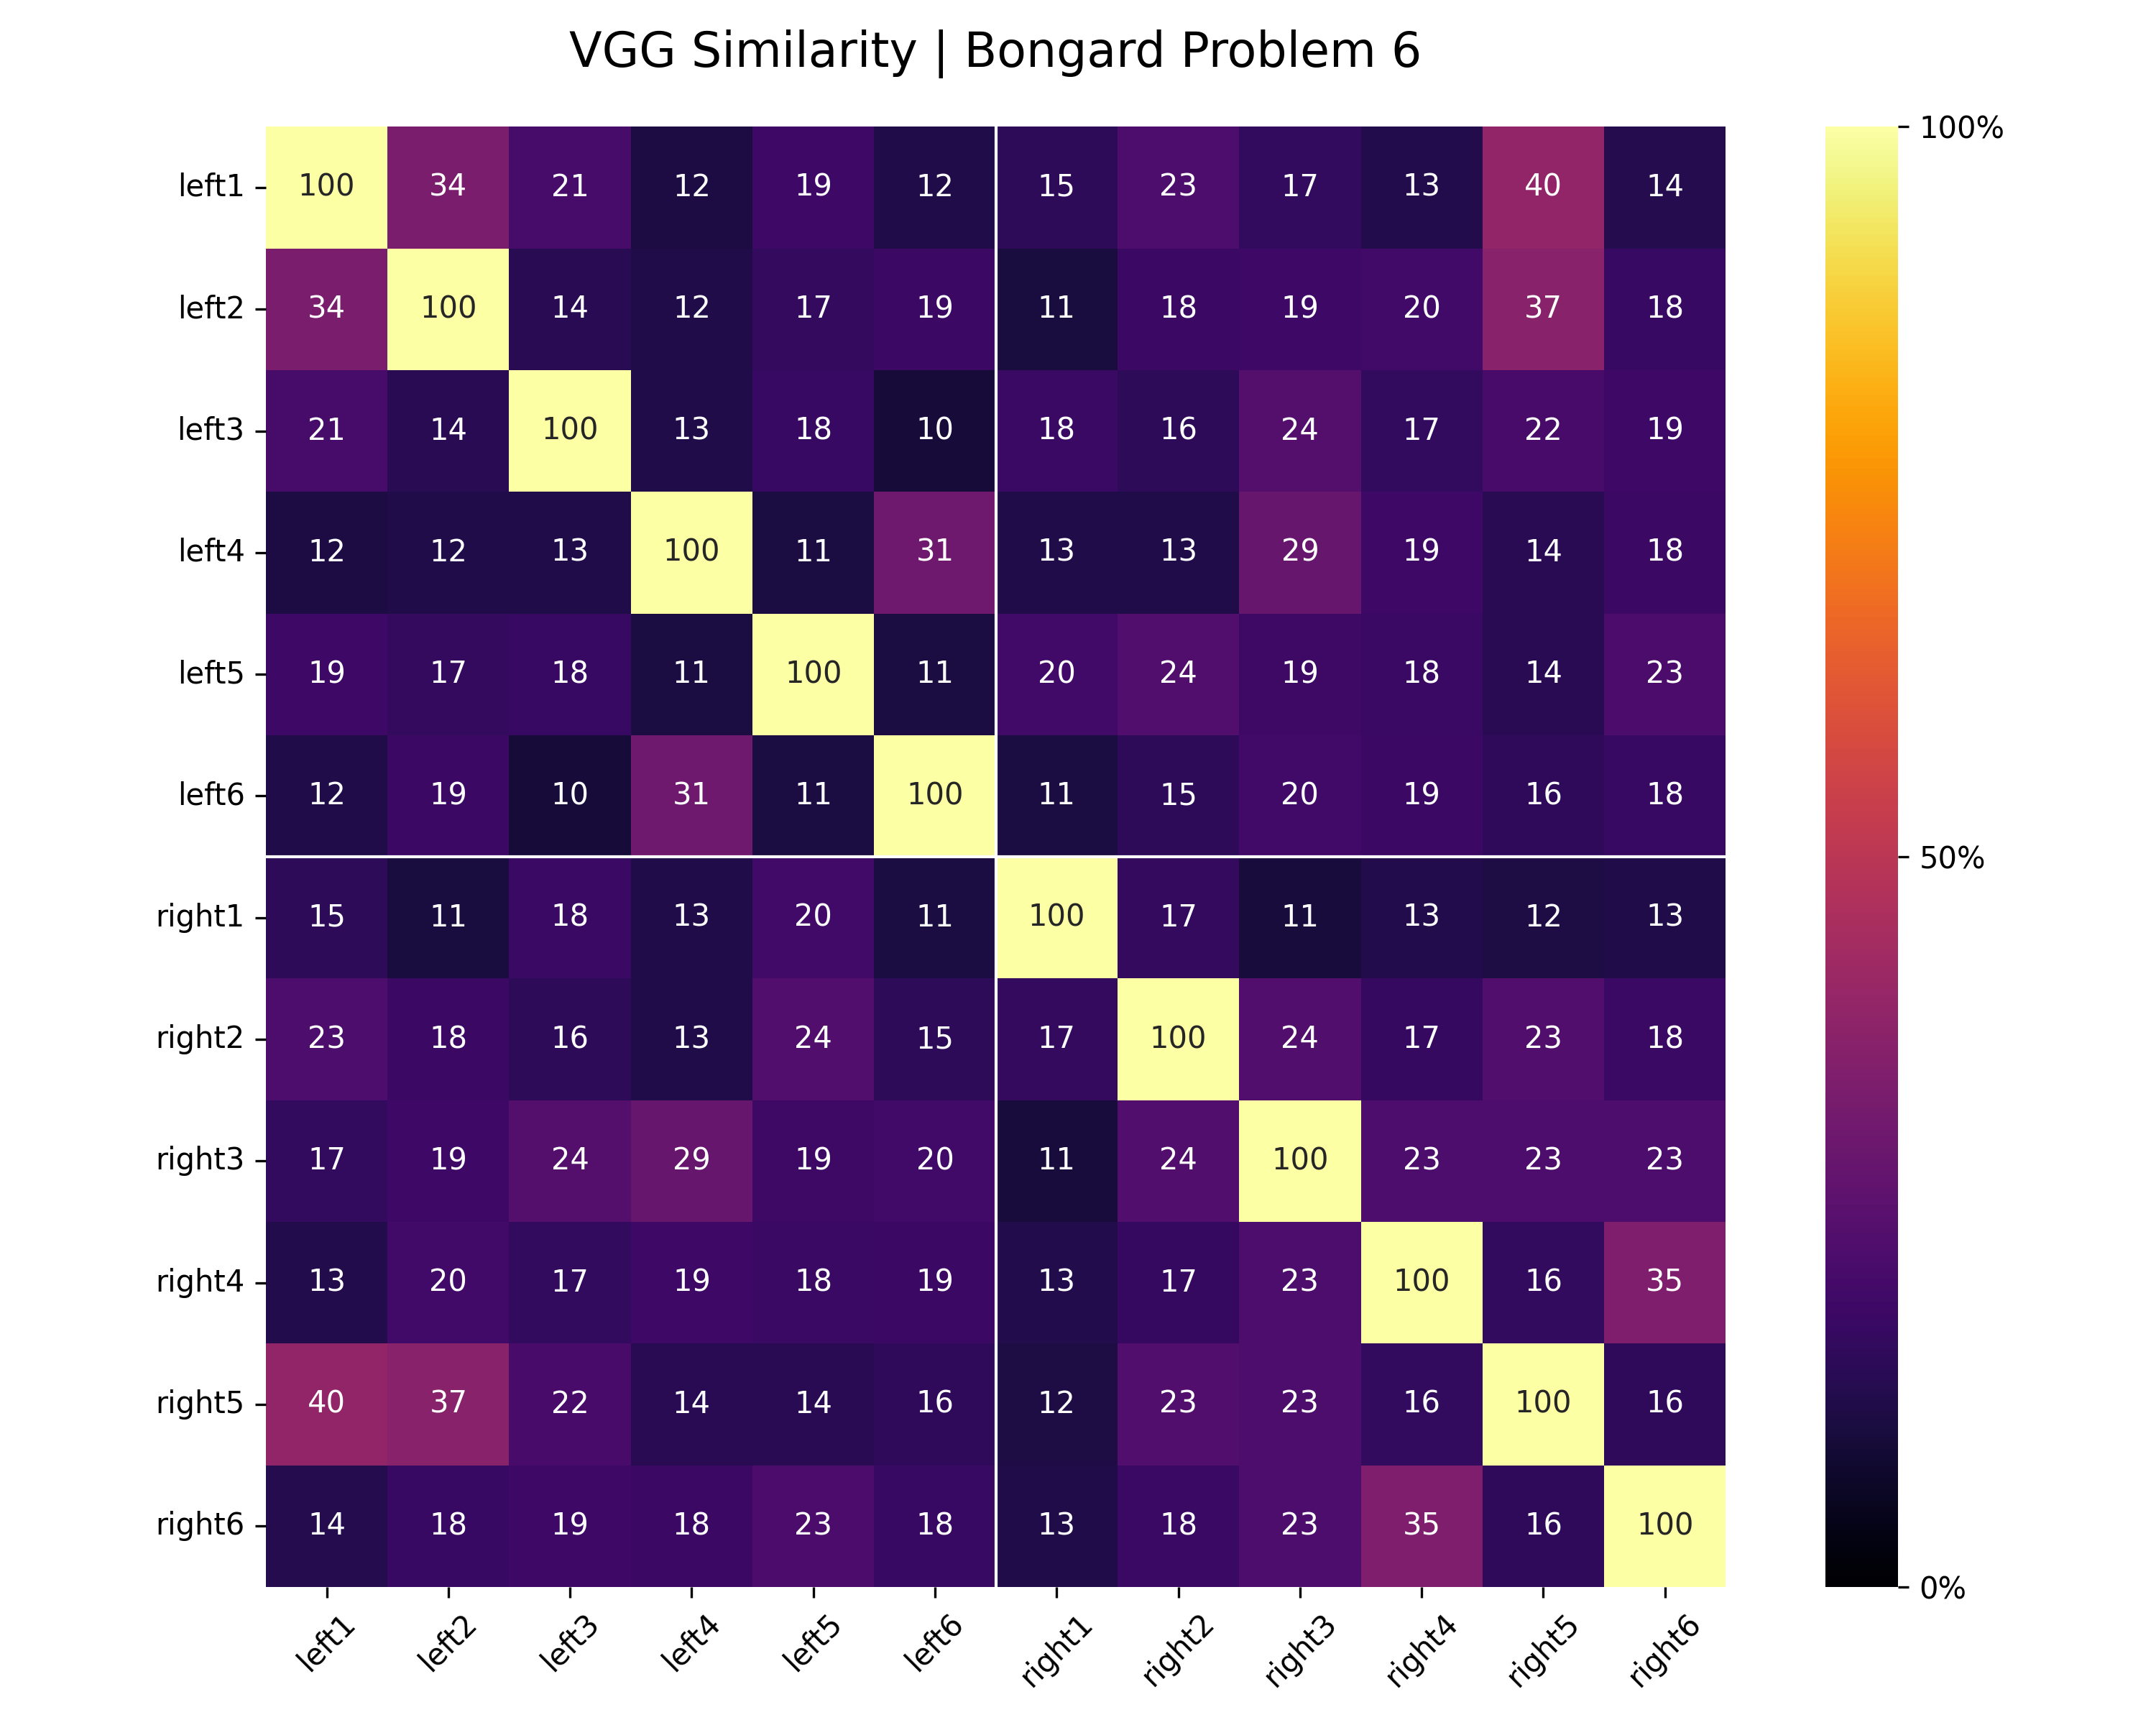 VGG Similarity | Bongard Problem 6
left1 100 34 21 12 19 12 15 23 17 13 40 14
left2 34 100 14 12 17 19 11 18 19 20 37 18
left3 21 14 100 13 18 10 18 16 24 17 22 19
left4 12 12 13 100 11 31 13 13 29 19 14 18
left5 19 17 18 11 100 11 20 24 19 18 14 23
left6 12 19 10 31 11 100 11 15 20 19 16 18
right1 15 11 18 13 20 11 100 17 11 13 12 13
right2 23 18 16 13 24 15 17 100 24 17 23 18
right3 17 19 24 29 19 20 11 24 100 23 23 23
right4 13 20 17 19 18 19 13 17 23 100 16 35
right5 40 37 22 14 14 16 12 23 23 16 100 16
right6 14 18 19 18 23 18 13 18 23 35 16 100
left1 left2 left3 left4 left5 left6 right1 right2 right3 right4 right5 right6
100%
50%
0%